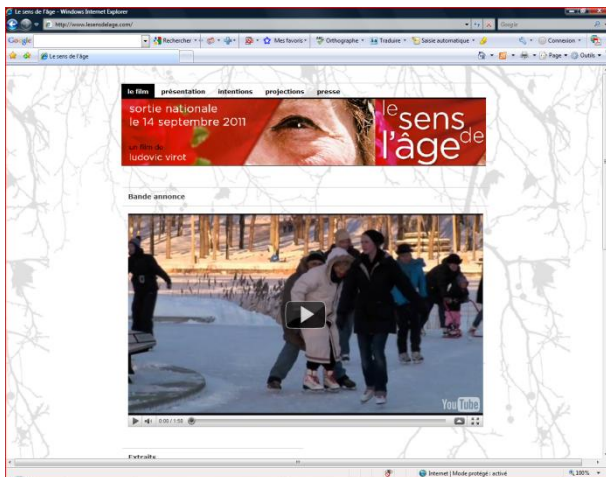 Le sens de l'âge - Windows Internet Explorer
http://www.lesensdelage.com/
Google
Google
Rechercher
Mes favoris
Orthographe
Traduire
Saisie automatique
Connexion
Le sens de l'âge
Page
Outils
le film présentation intentions projections presse
sortie nationale
le 14 septembre 2011
un film de
ludovic virot
le
sens
de
l'âge
Bande annonce
YouTube
0:00 / 1:58
Extraits
Internet | Mode protégé : activé
100%